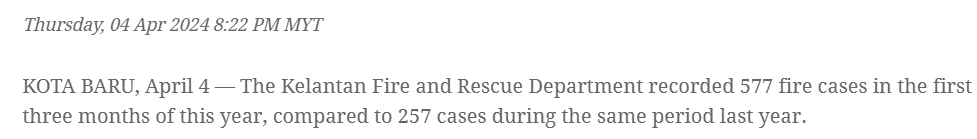 Thursday, 04 Apr 2024 8:22 PM MYT
KOTA BARU, April 4 — The Kelantan Fire and Rescue Department recorded 577 fire cases in the first
three months of this year, compared to 257 cases during the same period last year.